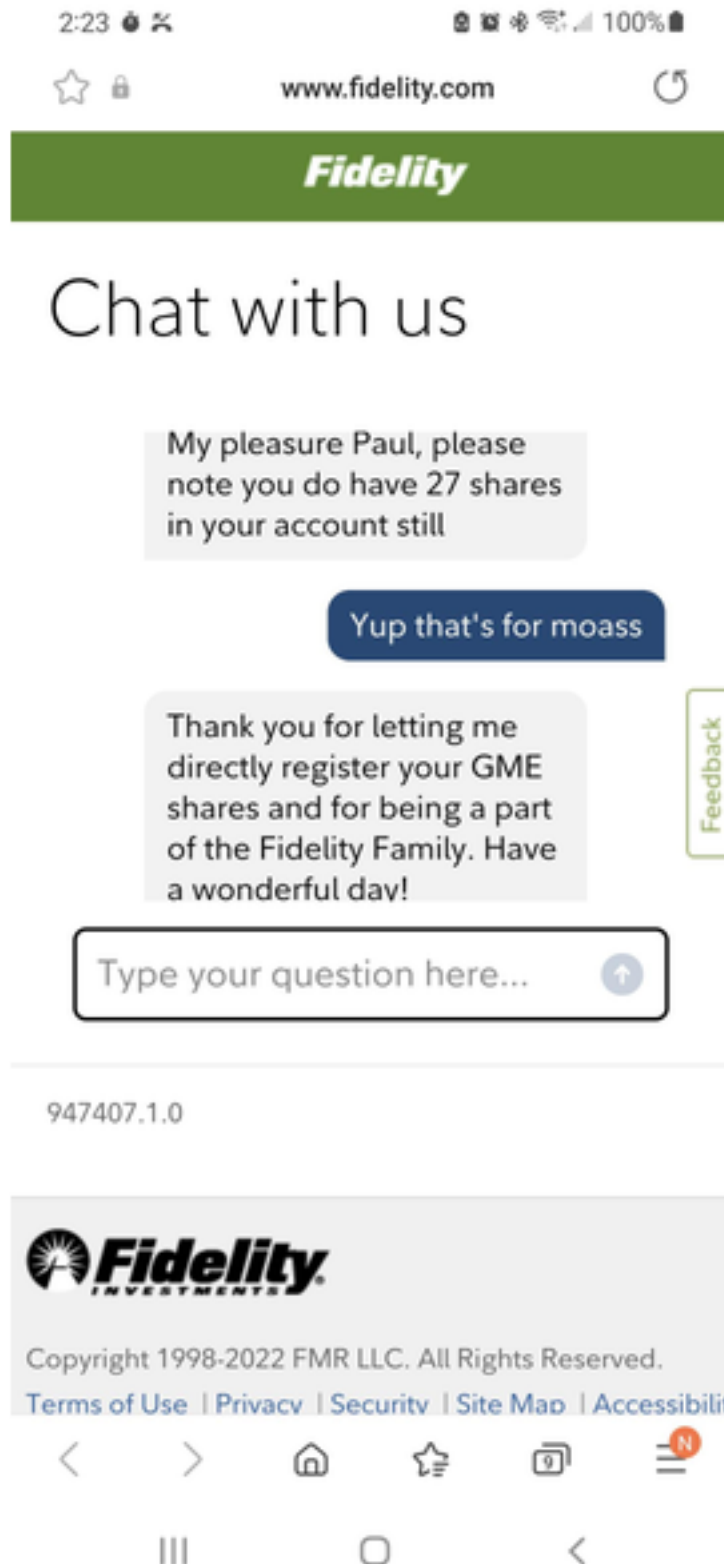 2:23
100%
www.fidelity.com
Fidelity
Chat with us
My pleasure Paul, please
note you do have 27 shares
in your account still
Yup that's for moass
Thank you for letting me
directly register your GME
shares and for being a part
of the Fidelity Family. Have
a wonderful day!
Feedback
Type your question here...
947407.1.0
Fidelity
INVESTMENTS
Copyright 1998-2022 FMR LLC. All Rights Reserved.
Terms of Use | Privacy | Security | Site Map | Accessibilit
9
N